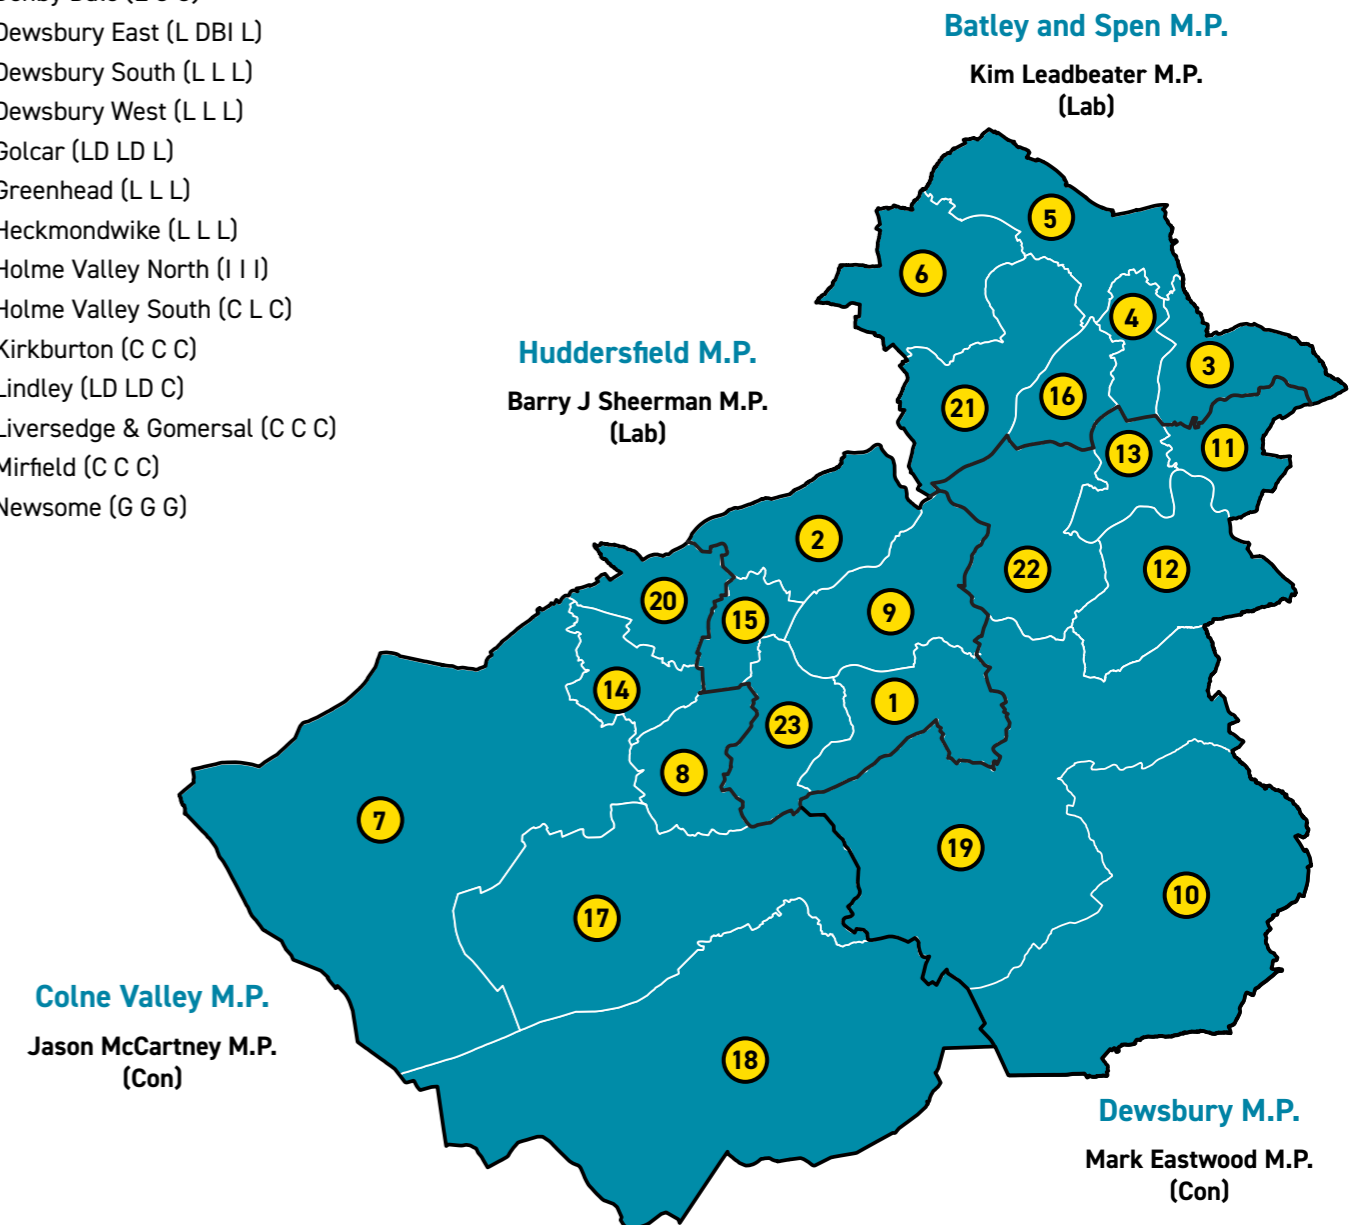 Dewsbury East (L DBI L)
Dewsbury South (L L L)
Dewsbury West (L L L)
Golcar (LD LD L)
Greenhead (L L L)
Heckmondwike (L L L)
Holme Valley North (I I I)
Holme Valley South (C L C)
Kirkburton (C C C)
Lindley (LD LD C)
Liversedge & Gomersal (C C C)
Mirfield (C C C)
Newsome (G G G)
Batley and Spen M.P.
Kim Leadbeater M.P.
(Lab)
Huddersfield M.P.
Barry J Sheerman M.P.
(Lab)
5
6
4
3
16
21
11
13
2
22
12
20
9
15
14
1
23
8
7
19
10
17
18
Colne Valley M.P.
Jason McCartney M.P.
(Con)
Dewsbury M.P.
Mark Eastwood M.P.
(Con)